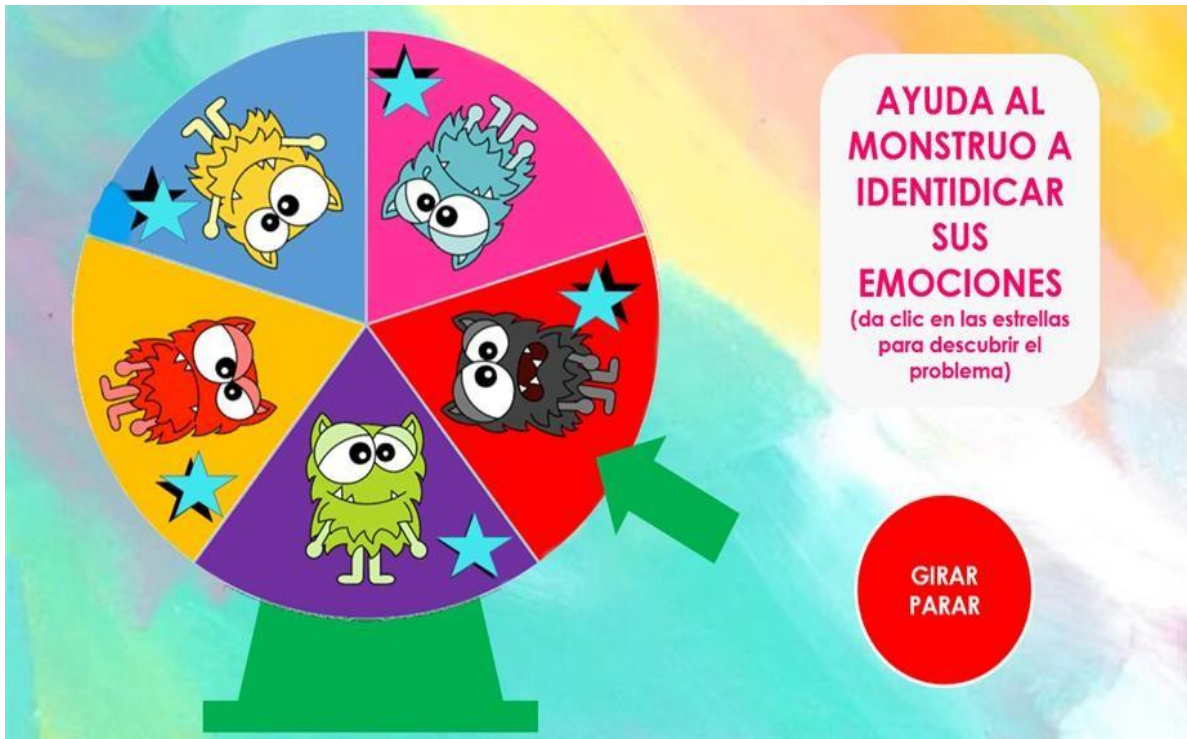 AYUDA AL
MONSTRUO A
IDENTIDICAR
SUS
EMOCIONES
(da clic en las estrellas
para descubrir el
problema)
GIRAR
PARAR